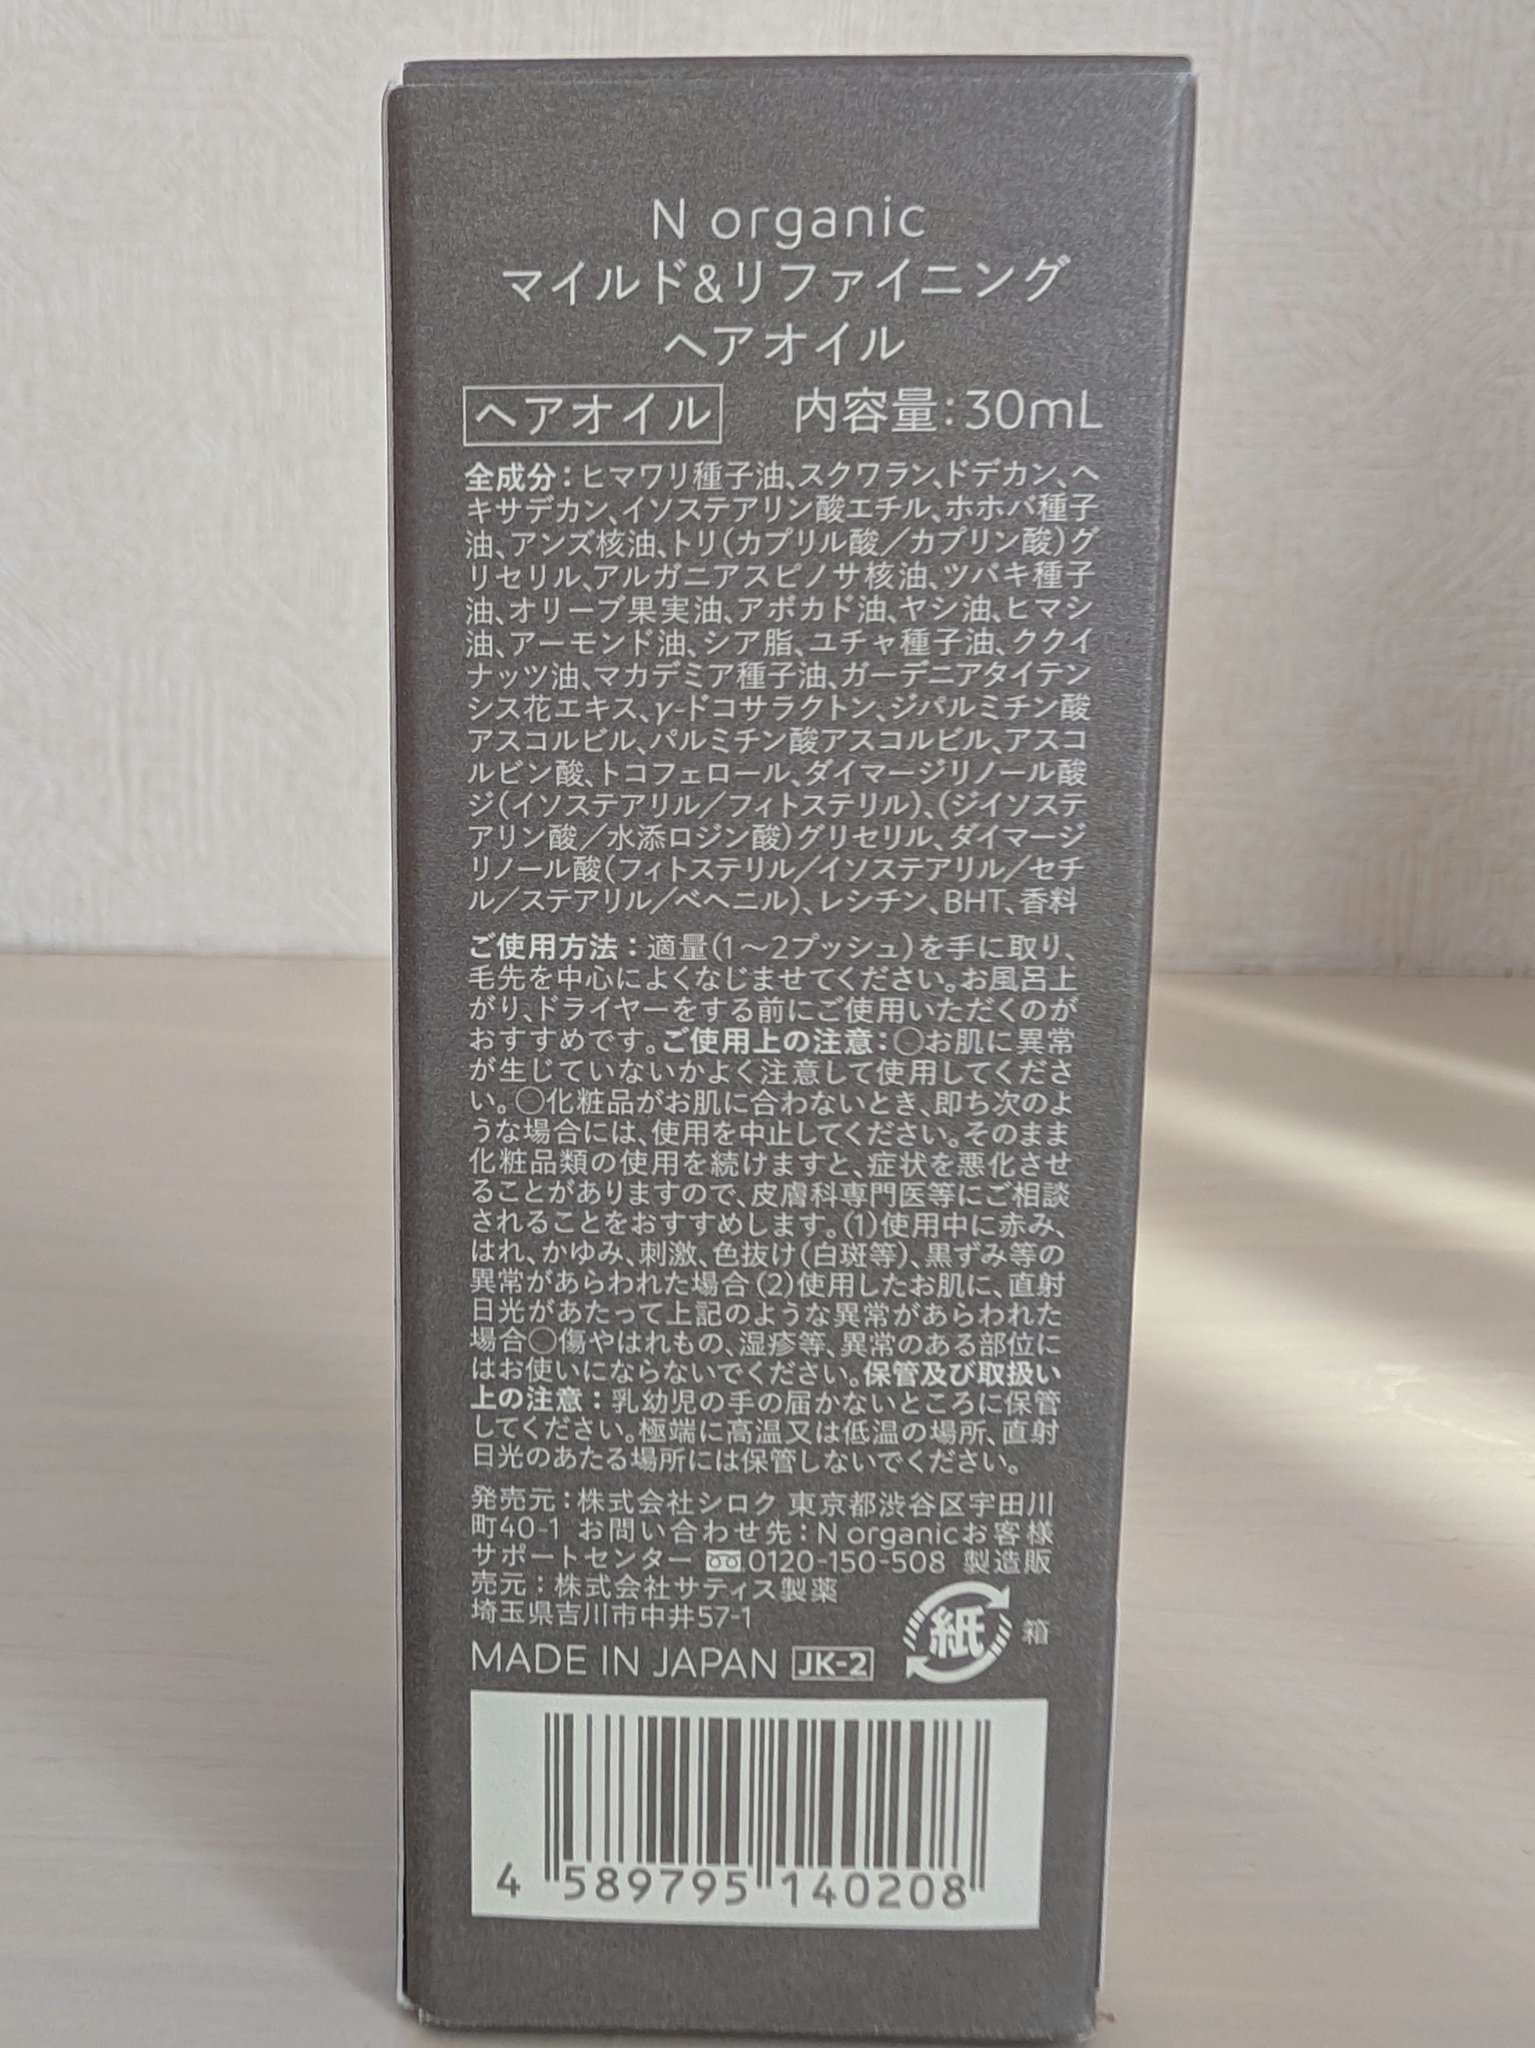 N organic
マイルド&リファイニング
ヘアオイル
ヘアオイル 内容量:30mL
全成分:ヒマワリ種子油、スクワラン、ドデカン、ヘ
キサデカン、イソステアリン酸エチル、ホホバ種子
油、アンズ核油、トリ(カプリル酸/カプリン酸)グ
リセリル、アルガニアスピノサ核油、ツバキ種子
油、オリーブ果実油、アボカド油、ヤシ油、ヒマシ
油、アーモンド油、シア脂、ユチャ種子油、ククイ
ナッツ油、マカデミア種子油、ガーデニアタイテン
シス花エキス、γ-ドコサラクトン、ジパルミチン酸
アスコルビル、パルミチン酸アスコルビル、アスコ
ルビン酸、トコフェロール、ダイマージリノール酸
ジ(イソステアリル/フィトステリル)、(ジイソステ
アリン酸/水添ロジン酸)グリセリル、ダイマージ
リノール酸(フィトステリル/イソステアリル/セチ
ル/ステアリル/ベヘニル)、レシチン、BHT、香料
ご使用方法:適量(1〜2プッシュ)を手に取り、
毛先を中心によくなじませてください。お風呂上
がり、ドライヤーをする前にご使用いただくのが
おすすめです。ご使用上の注意:○お肌に異常
が生じていないかよく注意して使用してくださ
い。○化粧品がお肌に合わないとき、即ち次のよ
うな場合には、使用を中止してください。そのまま
化粧品類の使用を続けますと、症状を悪化させ
ることがありますので、皮膚科専門医等にご相談
されることをおすすめします。(1)使用中に赤み、
はれ、かゆみ、刺激、色抜け(白斑等)、黒ずみ等の
異常があらわれた場合(2)使用したお肌に、直射
日光があたって上記のような異常があらわれた
場合○傷やはれもの、湿疹等、異常のある部位に
はお使いにならないでください。保管及び取扱い
上の注意:乳幼児の手の届かないところに保管
してください。極端に高温又は低温の場所、直射
日光のあたる場所には保管しないでください。
発売元:株式会社シロク 東京都渋谷区宇田川
町40-1 お問い合わせ先:N organicお客様
サポートセンター 0120-150-508 製造販
売元:株式会社サティス製薬
埼玉県吉川市中井57-1
紙 箱
MADE IN JAPAN JK-2
4 589795 140208